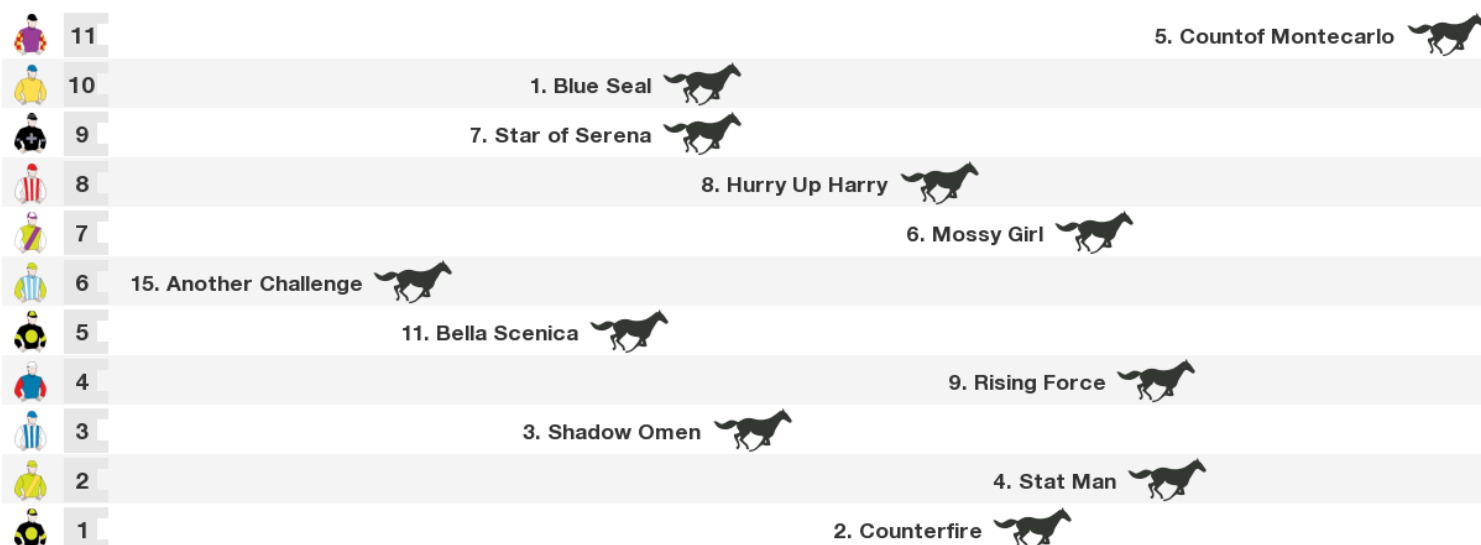 11 5. Countof Montecarlo
10 1. Blue Seal
9 7. Star of Serena
8 8. Hurry Up Harry
7 6. Mossy Girl
6 15. Another Challenge
5 11. Bella Scenica
4 9. Rising Force
3 3. Shadow Omen
2 4. Stat Man
1 2. Counterfire